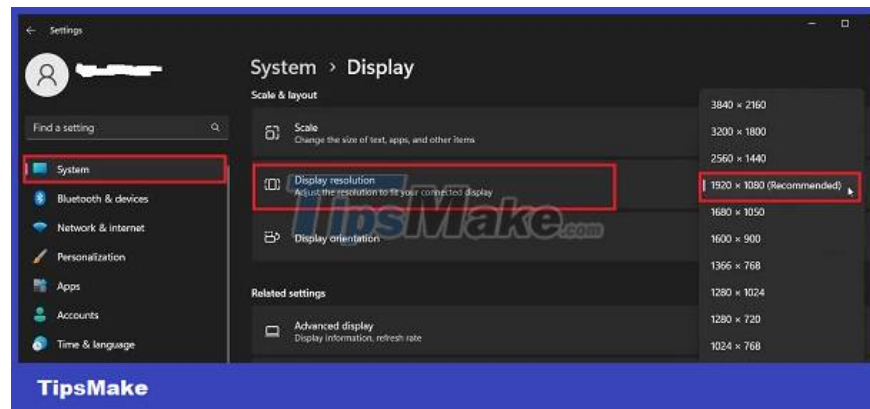 Settings
System > Display
Scale & layout
Find a setting
Scale
Change the size of text, apps, and other items
System
Display resolution
Adjust the resolution to fit your connected display
Bluetooth & devices
Network & internet
Display orientation
Personalization
Apps
Related settings
Accounts
Advanced display
Display information, refresh rate
Time & language
3840 × 2160
3200 × 1800
2560 × 1440
1920 × 1080 (Recommended)
1680 × 1050
1600 × 900
1366 × 768
1280 × 1024
1280 × 720
1024 × 768
TipsMake.com
TipsMake